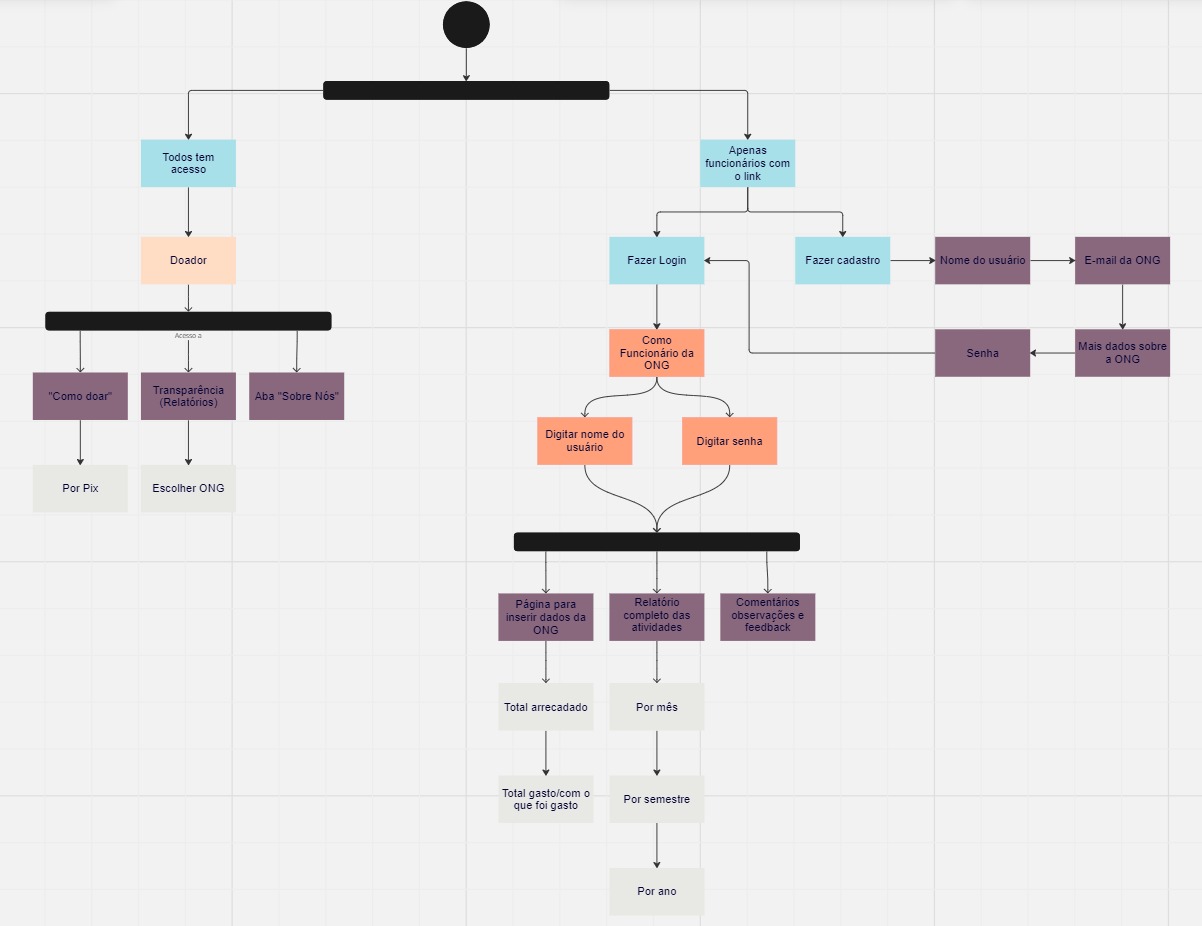 Todos tem
acesso
Apenas
funcionários com
o link
Doador
Fazer Login
Fazer cadastro
Nome do usuário
E-mail da ONG
Acesso a
Como
Funcionário da
ONG
Senha
Mais dados sobre
a ONG
"Como doar"
Transparência
(Relatórios)
Aba "Sobre Nós"
Digitar nome do
usuário
Digitar senha
Por Pix
Escolher ONG
Página para
inserir dados da
ONG
Relatório
completo das
atividades
Comentários
observações e
feedback
Total arrecadado
Por mês
Total gasto/com o
que foi gasto
Por semestre
Por ano